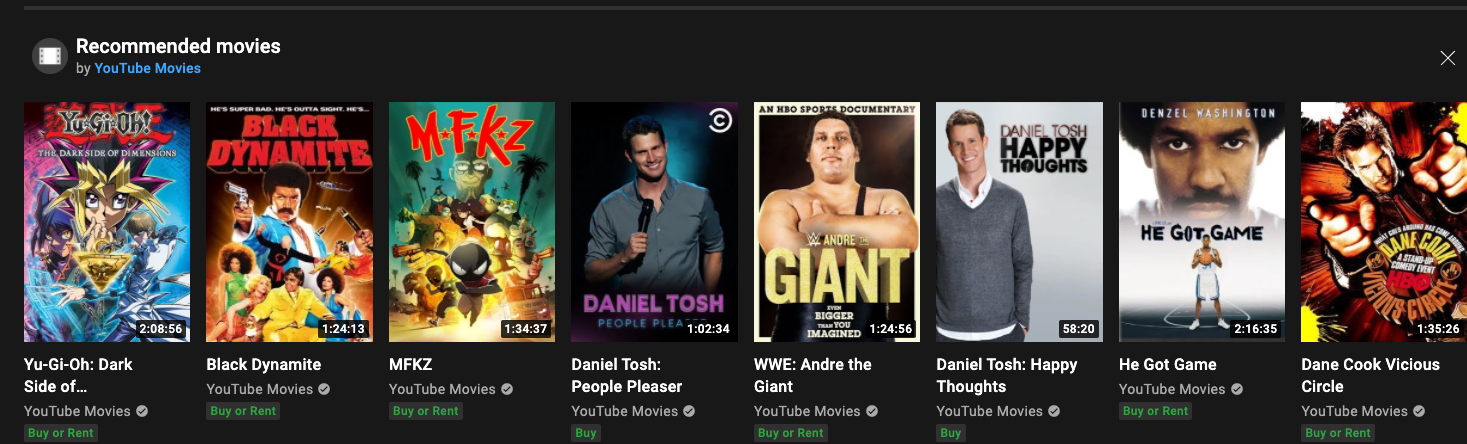 Recommended movies
by YouTube Movies
Yu-Gi-Oh!
THE DARK SIDE OF DIMENSIONS
2:08:56
Yu-Gi-Oh: Dark
Side of...
YouTube Movies
Buy or Rent
HE'S SUPER BAD. HE'S OUTTA SIGHT. HE'S...
BLACK
DYNAMITE
1:24:13
Black Dynamite
YouTube Movies
Buy or Rent
M·F·K·Z
1:34:37
MFKZ
YouTube Movies
Buy or Rent
DANIEL TOSH
PEOPLE PLEASER
1:02:34
Daniel Tosh:
People Pleaser
YouTube Movies
Buy
AN HBO SPORTS DOCUMENTARY
W ANDRE THE
GIANT
EVEN
BIGGER
THAN YOU
IMAGINED
1:24:56
WWE: Andre the
Giant
YouTube Movies
Buy or Rent
DANIEL TOSH
HAPPY
THOUGHTS
58:20
Daniel Tosh: Happy
Thoughts
YouTube Movies
Buy
DENZEL WASHINGTON
HE GOT GAME
2:16:35
He Got Game
YouTube Movies
Buy or Rent
WHAT GOES AROUND HAS COME AROUND
DANE COOK
A STAND-UP
COMEDY EVENT
HBO
VICIOUS CIRCLE
1:35:26
Dane Cook Vicious
Circle
YouTube Movies
Buy or Rent